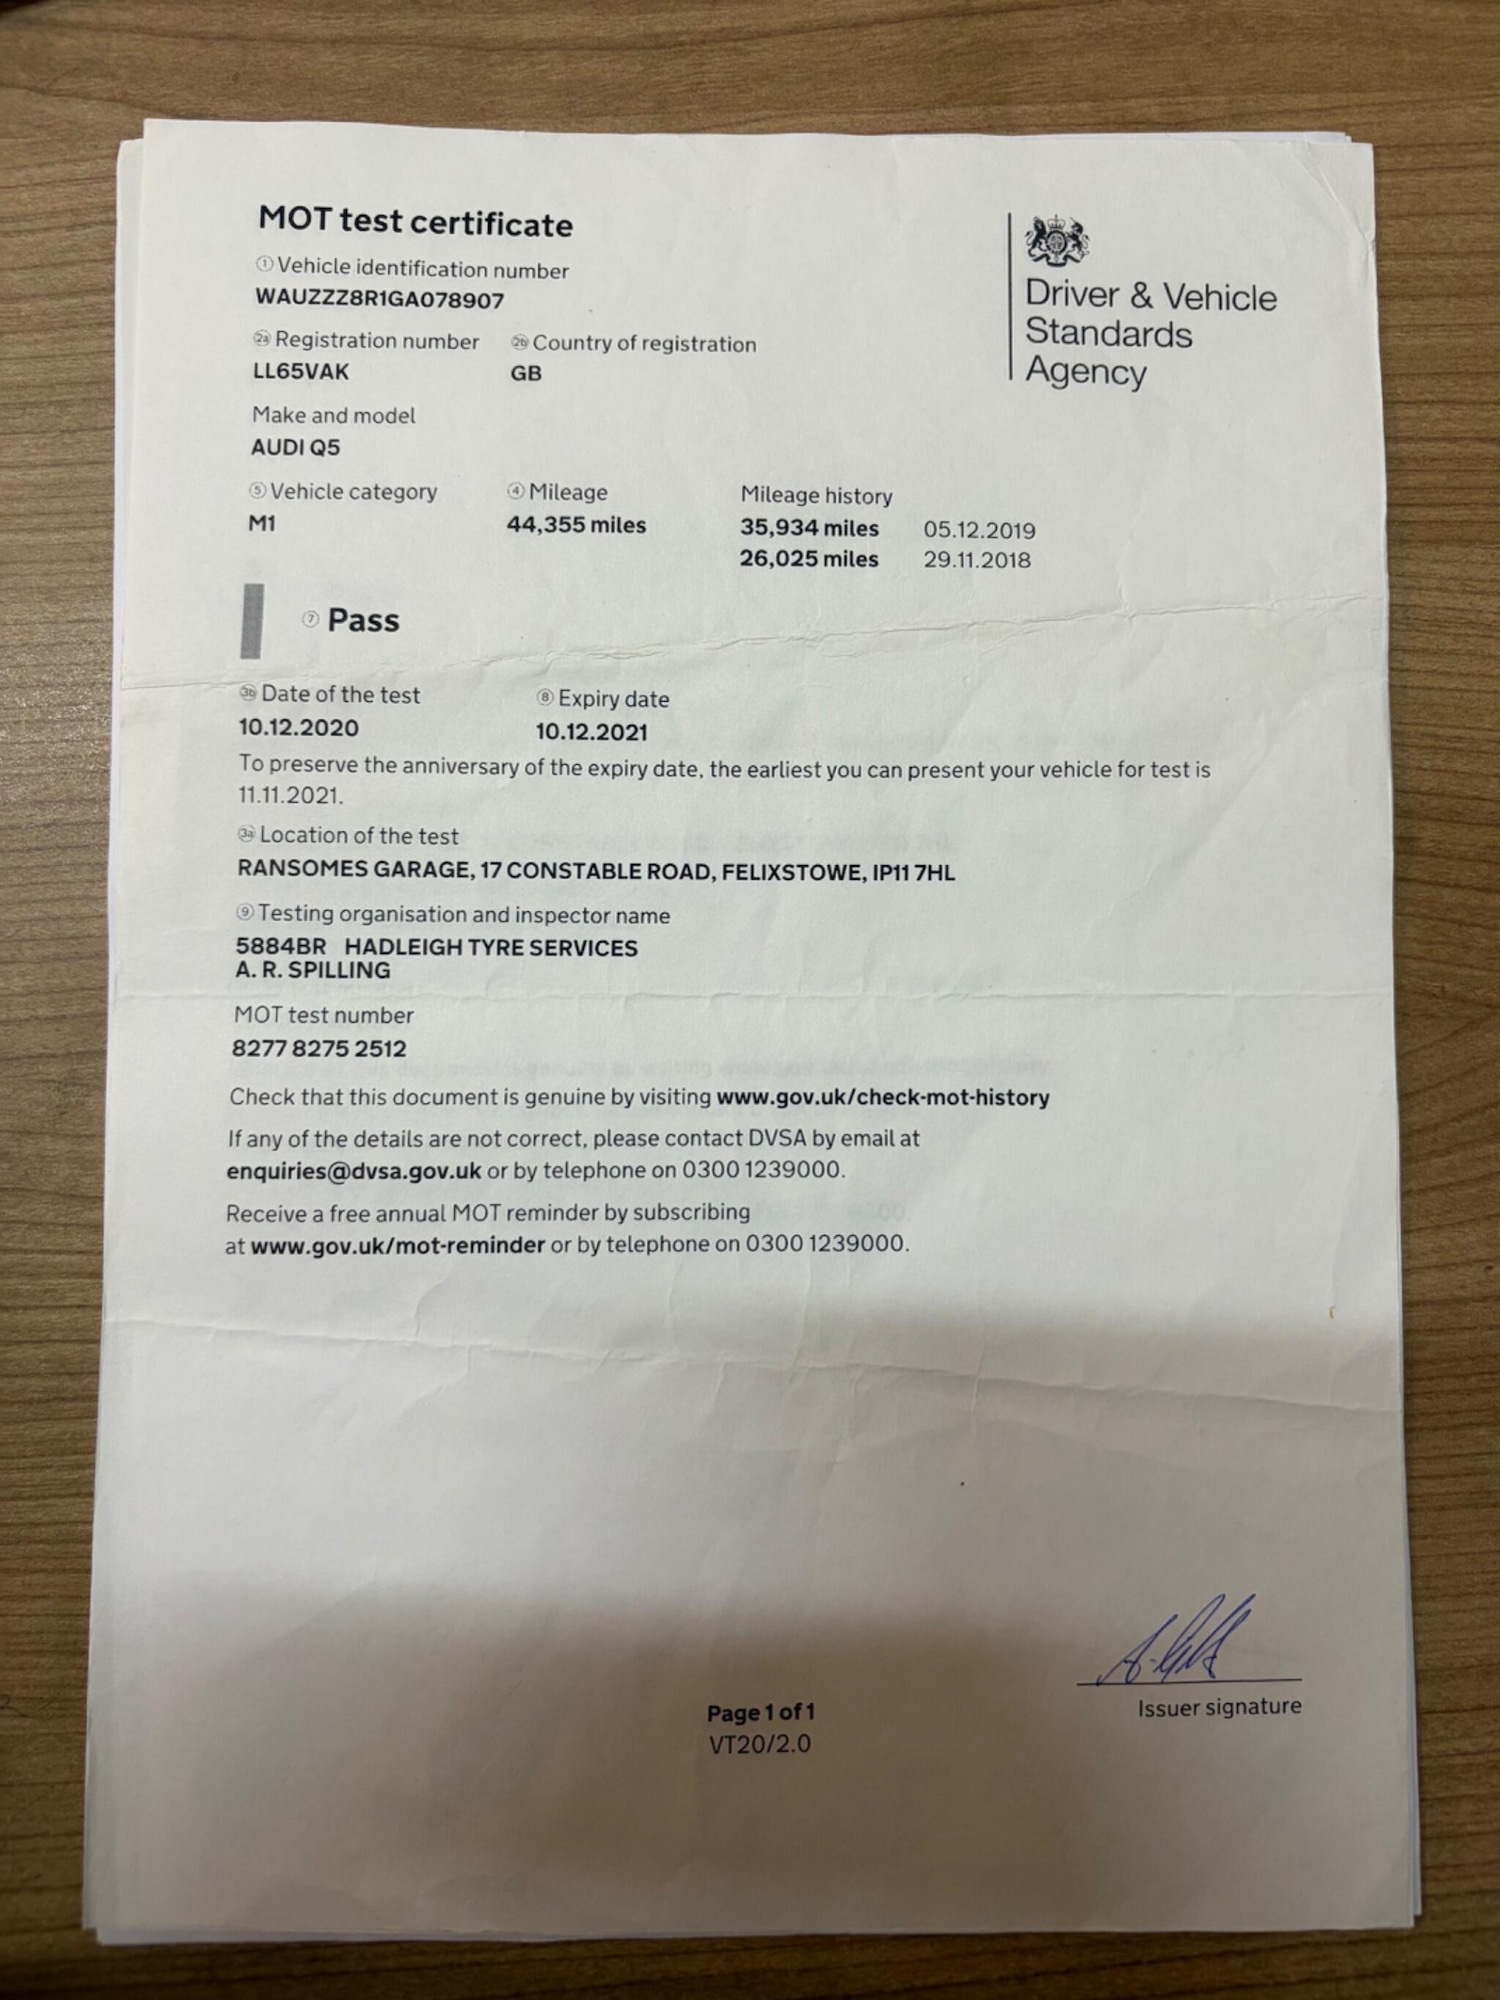 MOT test certificate
① Vehicle identification number
WAUZZZ8R1GA078907
2a Registration number 2b Country of registration
LL65VAK GB
Make and model
AUDI Q5
⑤ Vehicle category ④ Mileage Mileage history
M1 44,355 miles 35,934 miles 05.12.2019
26,025 miles 29.11.2018
⑦ Pass
3b Date of the test ⑧ Expiry date
10.12.2020 10.12.2021
To preserve the anniversary of the expiry date, the earliest you can present your vehicle for test is
11.11.2021.
3a Location of the test
RANSOMES GARAGE, 17 CONSTABLE ROAD, FELIXSTOWE, IP11 7HL
⑨ Testing organisation and inspector name
5884BR HADLEIGH TYRE SERVICES
A. R. SPILLING
MOT test number
8277 8275 2512
Check that this document is genuine by visiting www.gov.uk/check-mot-history
If any of the details are not correct, please contact DVSA by email at
enquiries@dvsa.gov.uk or by telephone on 0300 1239000.
Receive a free annual MOT reminder by subscribing
at www.gov.uk/mot-reminder or by telephone on 0300 1239000.
Driver & Vehicle
Standards
Agency
Issuer signature
Page 1 of 1
VT20/2.0